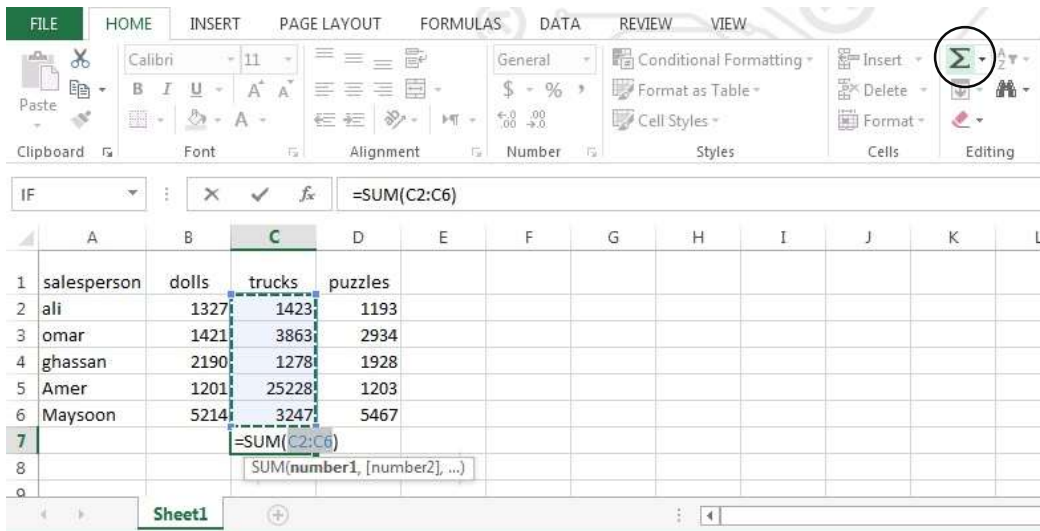 FILE HOME INSERT PAGE LAYOUT FORMULAS DATA REVIEW VIEW
Calibri 11 General Conditional Formatting Insert Σ
Paste B I U A A $ % , Format as Table Delete
A Cell Styles Format
Clipboard Font Alignment Number Styles Cells Editing
IF fx =SUM(C2:C6)
A B C D E F G H I J K L
1 salesperson dolls trucks puzzles
2 ali 1327 1423 1193
3 omar 1421 3863 2934
4 ghassan 2190 1278 1928
5 Amer 1201 25228 1203
6 Maysoon 5214 3247 5467
7 =SUM(C2:C6)
8 SUM(number1, [number2], ...)
9
Sheet1